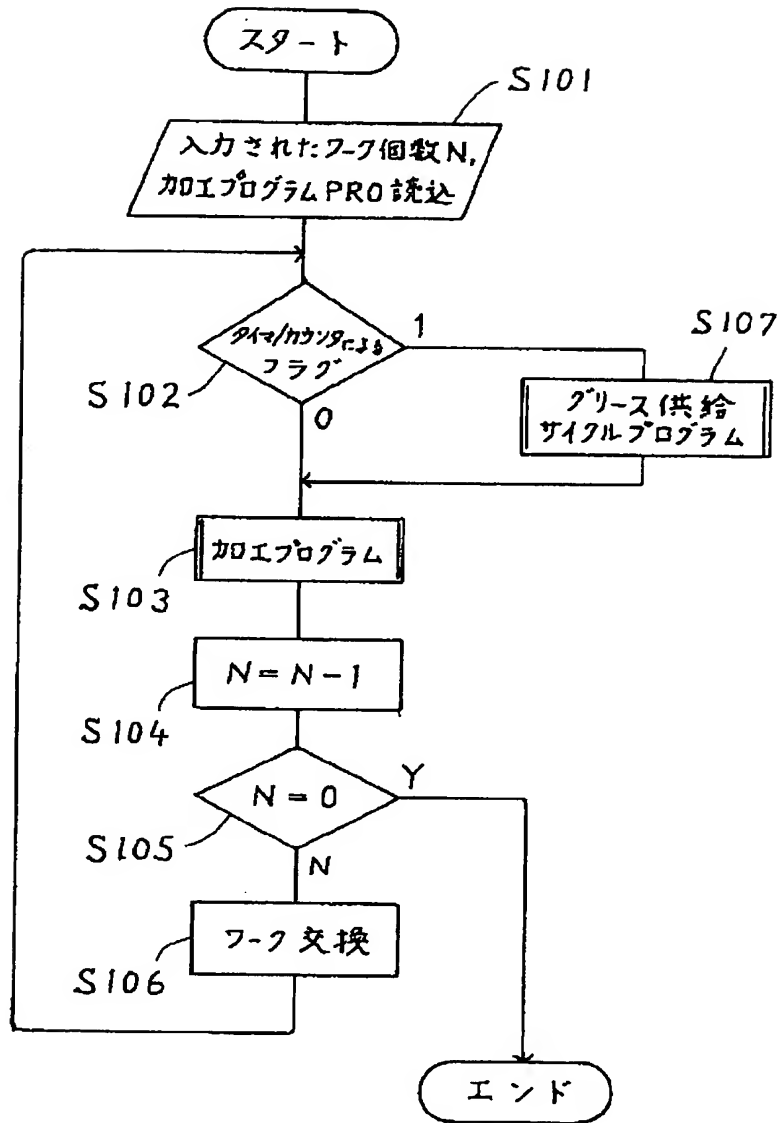 スタート
S101
入力されたワーク個数N,
加工プログラムPRO読込
タイマ/カウンタによる
フラグ
1
S102
0
S107
グリース供給
サイクルプログラム
加工プログラム
S103
N=N-1
S104
N=0
Y
S105
N
ワーク交換
S106
エンド